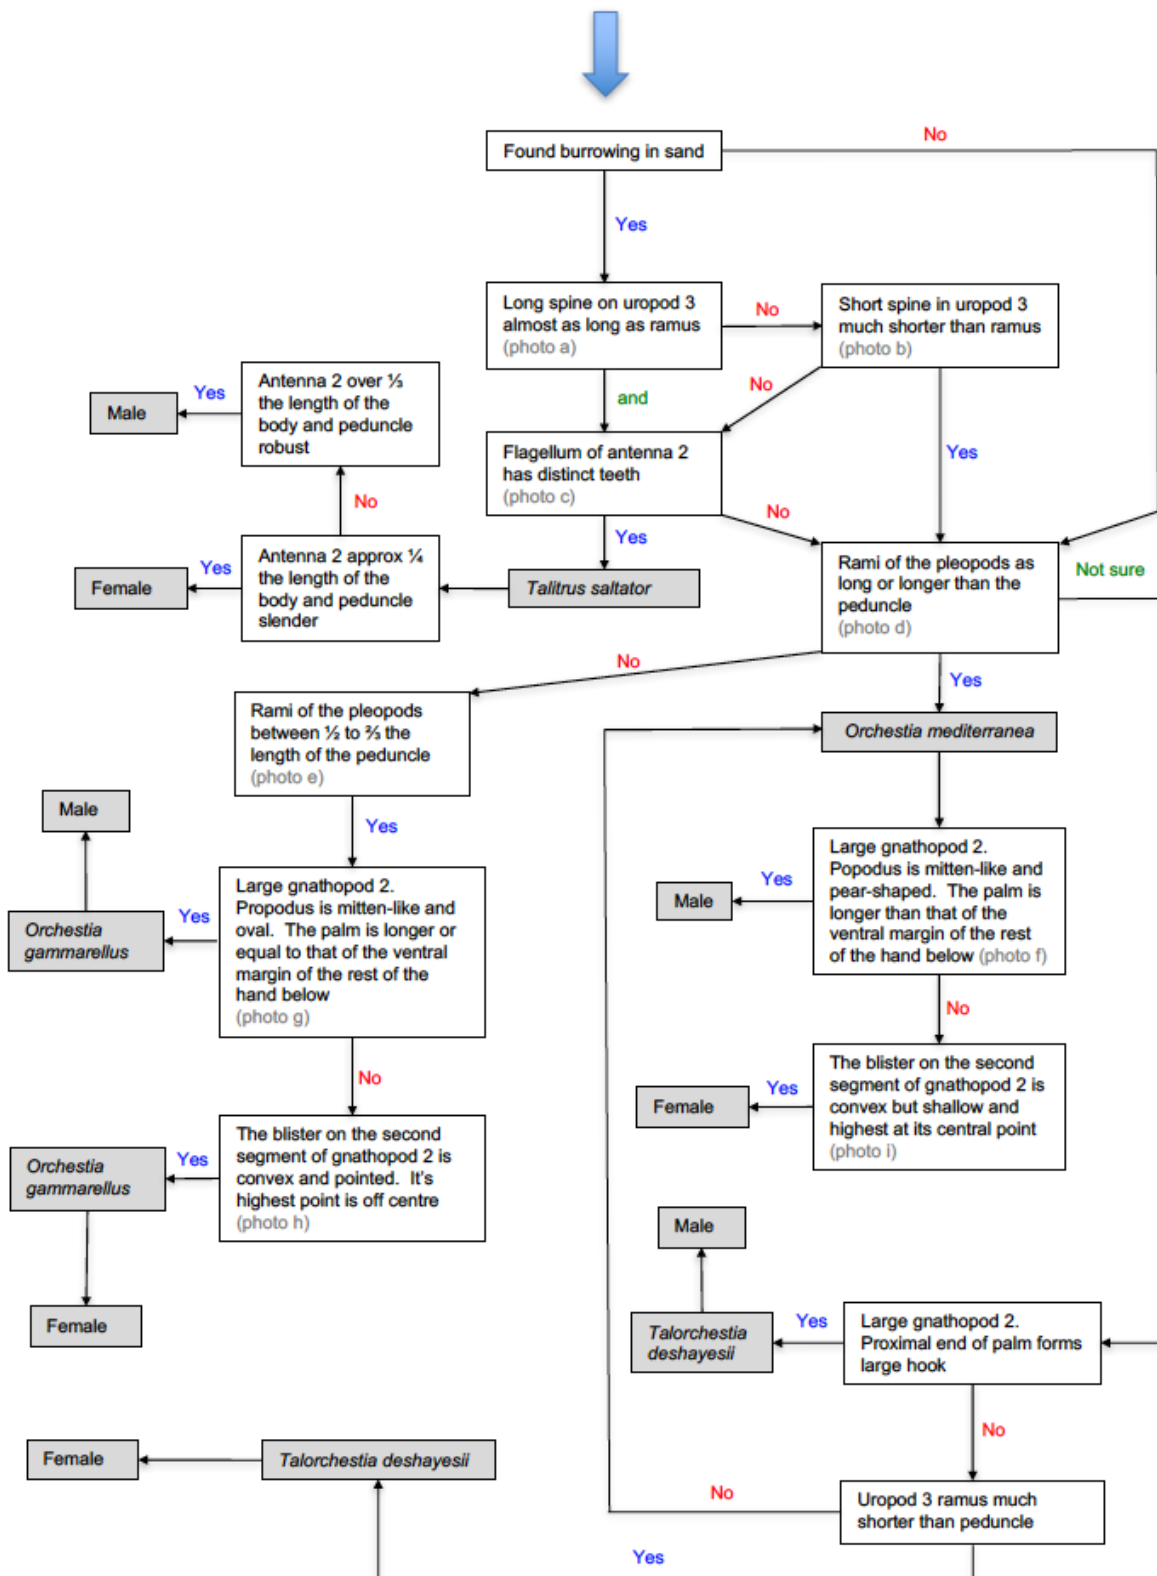 No
Found burrowing in sand
Yes
Long spine on uropod 3
almost as long as ramus
(photo a)
No
Short spine in uropod 3
much shorter than ramus
(photo b)
and
No
Yes
Antenna 2 over ⅓
the length of the
body and peduncle
robust
Yes
Male
Flagellum of antenna 2
has distinct teeth
(photo c)
No
No
Yes
Antenna 2 approx ¼
the length of the
body and peduncle
slender
Yes
Female
Talitrus saltator
Rami of the pleopods as
long or longer than the
peduncle
(photo d)
Not sure
No
Yes
Rami of the pleopods
between ½ to ⅔ the
length of the peduncle
(photo e)
Orchestia mediterranea
Male
Yes
Large gnathopod 2.
Propodus is mitten-like and
oval. The palm is longer or
equal to that of the ventral
margin of the rest of the
hand below
(photo g)
Yes
Orchestia
gammarellus
Large gnathopod 2.
Popodus is mitten-like and
pear-shaped. The palm is
longer than that of the
ventral margin of the rest
of the hand below (photo f)
Yes
Male
No
No
The blister on the second
segment of gnathopod 2 is
convex but shallow and
highest at its central point
(photo i)
Yes
Female
The blister on the second
segment of gnathopod 2 is
convex and pointed. It's
highest point is off centre
(photo h)
Yes
Orchestia
gammarellus
Female
Male
Large gnathopod 2.
Proximal end of palm forms
large hook
Yes
Talorchestia
deshayesii
No
Female
Talorchestia deshayesii
No
Uropod 3 ramus much
shorter than peduncle
Yes